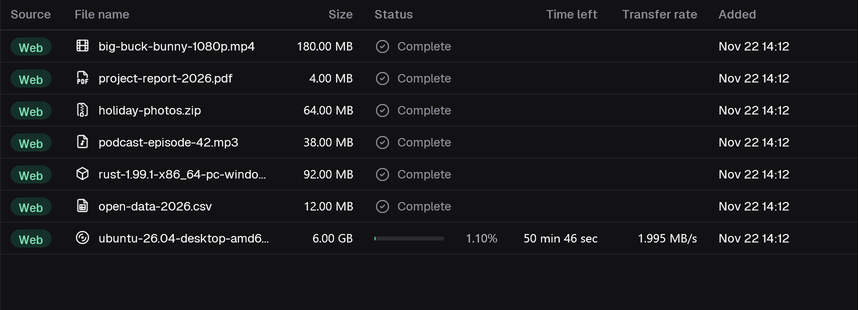 Source File name Size Status Time left Transfer rate Added
Web big-buck-bunny-1080p.mp4 180.00 MB Complete Nov 22 14:12
Web PDF project-report-2026.pdf 4.00 MB Complete Nov 22 14:12
Web holiday-photos.zip 64.00 MB Complete Nov 22 14:12
Web podcast-episode-42.mp3 38.00 MB Complete Nov 22 14:12
Web rust-1.99.1-x86_64-pc-windo... 92.00 MB Complete Nov 22 14:12
Web open-data-2026.csv 12.00 MB Complete Nov 22 14:12
Web ubuntu-26.04-desktop-amd6... 6.00 GB 1.10% 50 min 46 sec 1.995 MB/s Nov 22 14:12